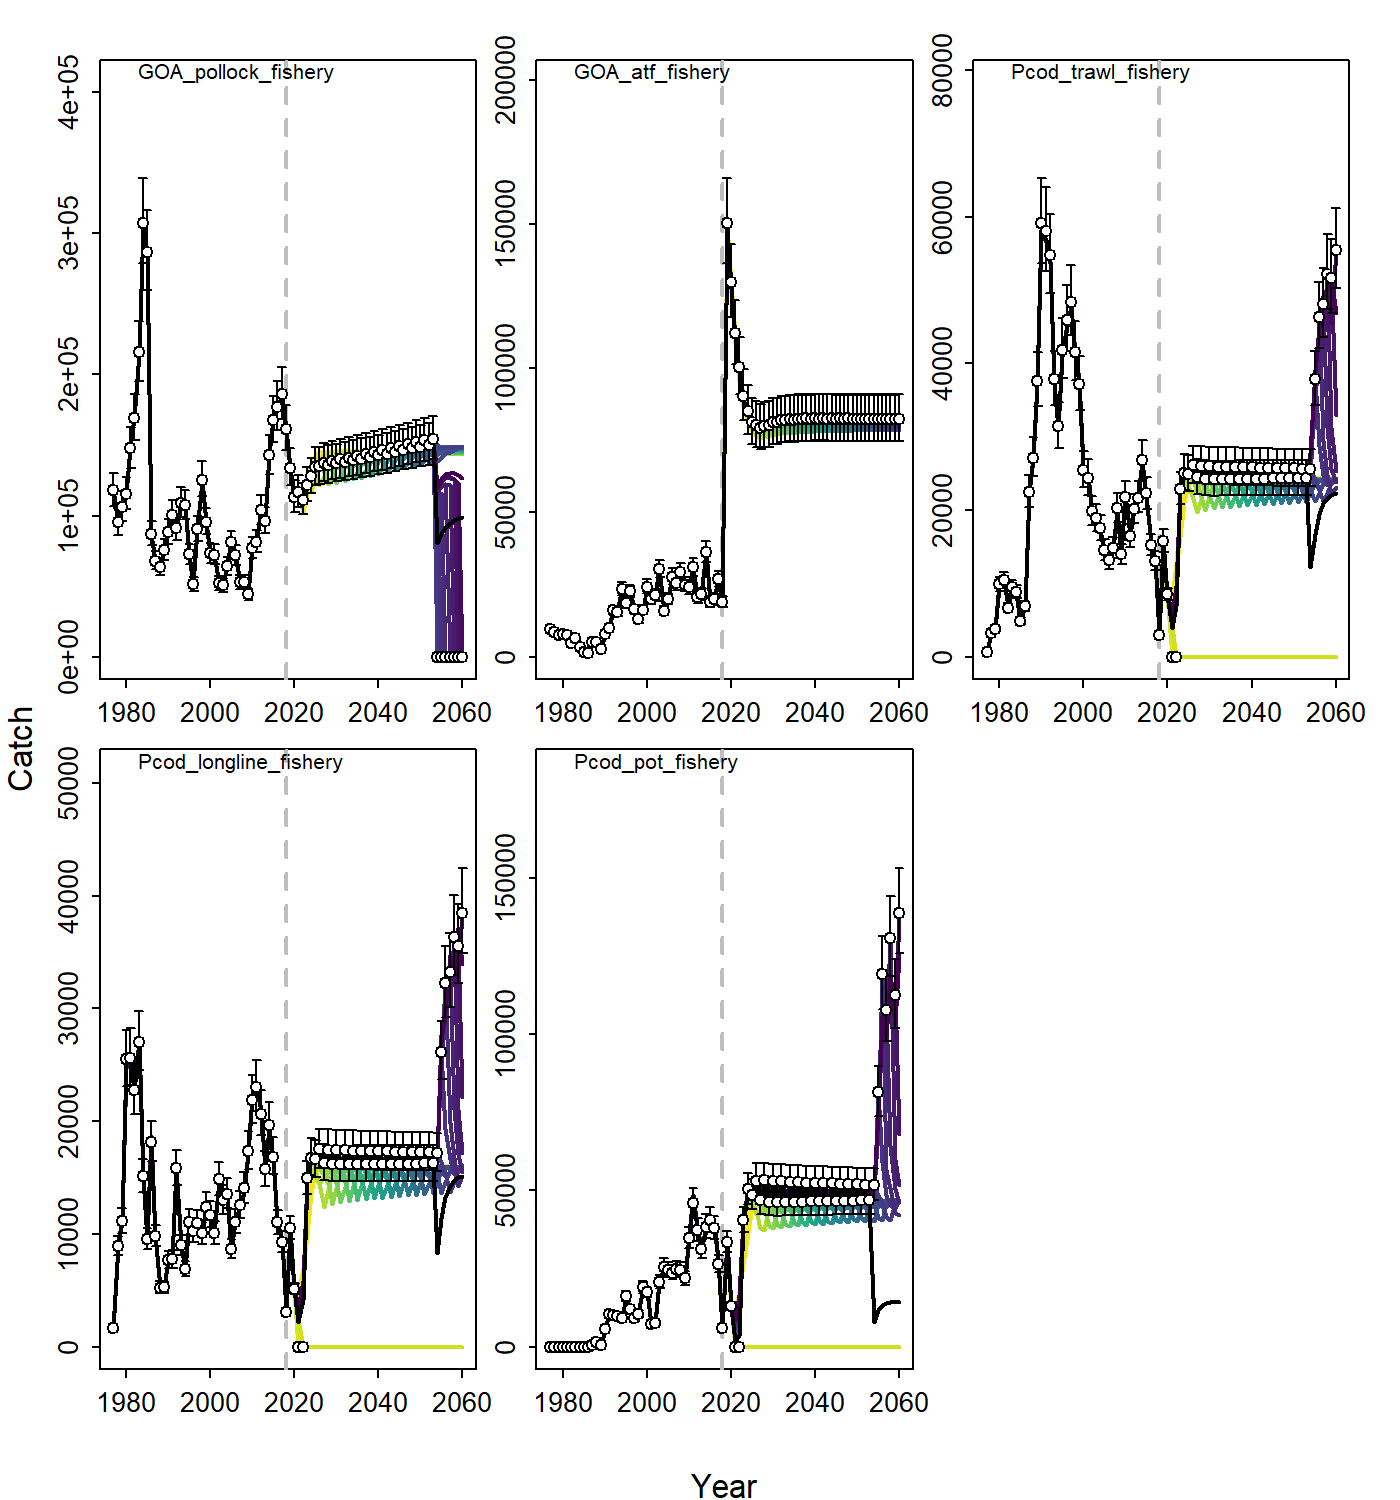 GOA_pollock_fishery
GOA_atf_fishery
Pcod_trawl_fishery
0e+00 1e+05 2e+05 3e+05 4e+05
0 50000 100000 150000 200000
0 20000 40000 60000 80000
1980 2000 2020 2040 2060
1980 2000 2020 2040 2060
1980 2000 2020 2040 2060
Catch
Pcod_longline_fishery
Pcod_pot_fishery
0 10000 20000 30000 40000 50000
0 50000 100000 150000
1980 2000 2020 2040 2060
1980 2000 2020 2040 2060
Year